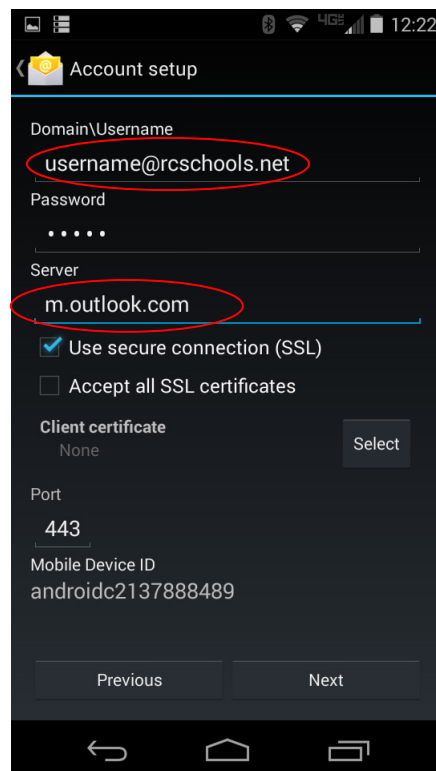 4GE 12:22
Account setup
Domain\Username
username@rcschools.net
Password
•••••
Server
m.outlook.com
Use secure connection (SSL)
Accept all SSL certificates
Client certificate
None
Select
Port
443
Mobile Device ID
androidc2137888489
Previous Next